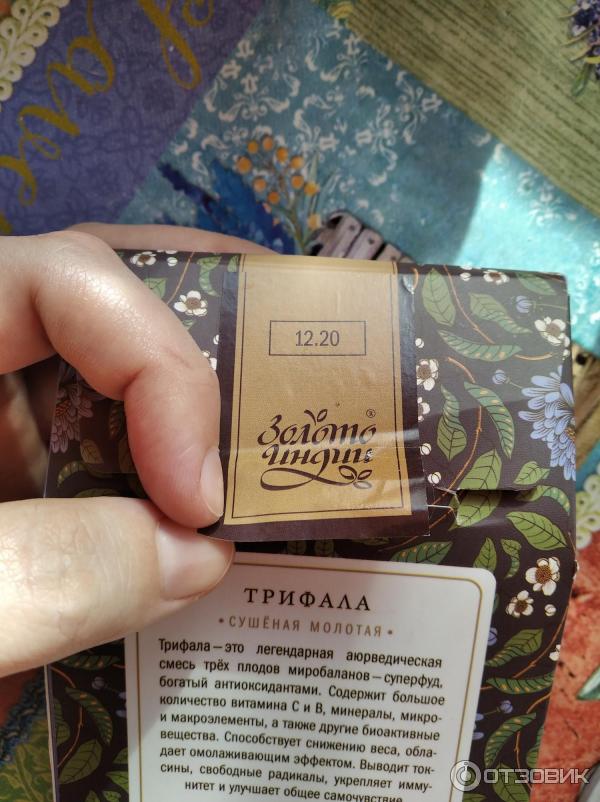 12.20
Золото
индии
®
ТРИФАЛА
• СУШЁНАЯ МОЛОТАЯ •
Трифала—это легендарная аюрведическая
смесь трёх плодов миробаланов—суперфуд,
богатый антиоксидантами. Содержит большое
количество витамина С и В, минералы, микро-
и макроэлементы, а также другие биоактивные
вещества. Способствует снижению веса, обла-
дает омолаживающим эффектом. Выводит ток-
сины, свободные радикалы, укрепляет имму-
нитет и улучшает общее самочувствие
ОТЗОВИК